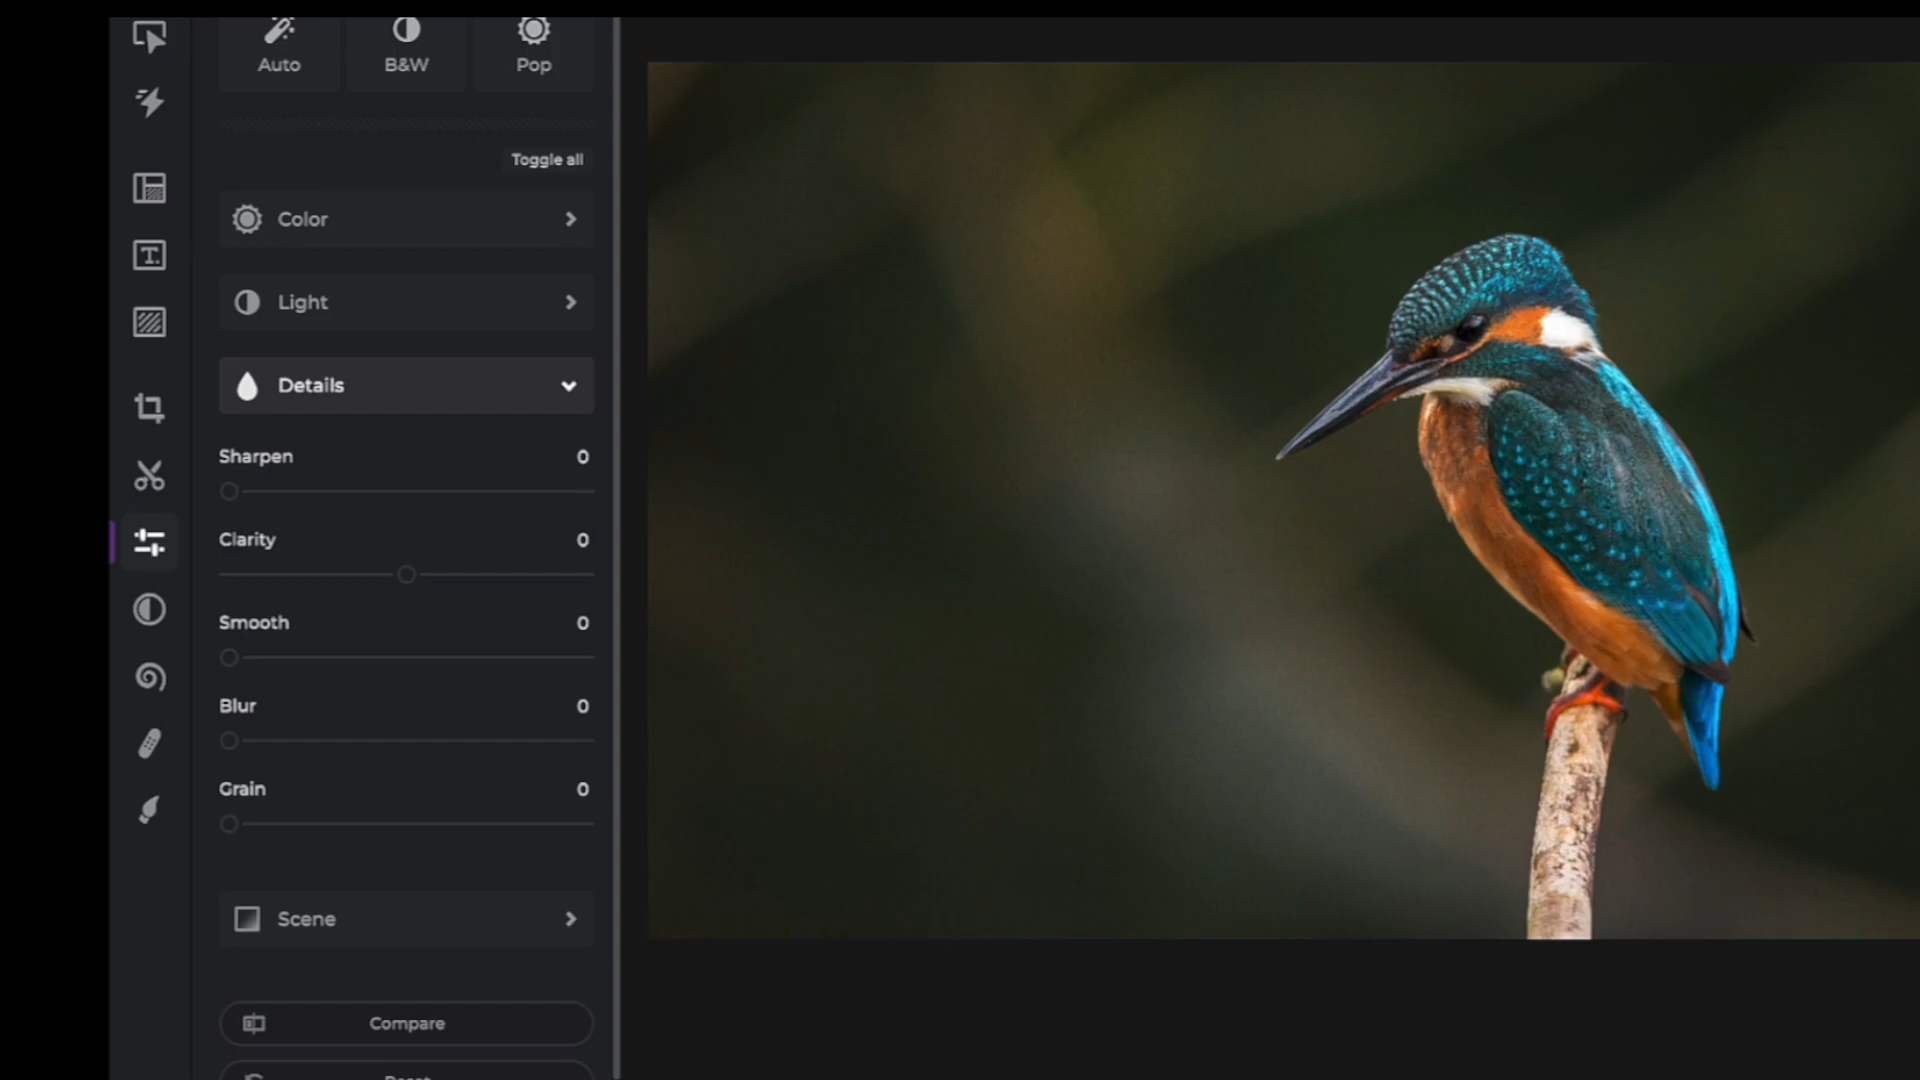 Auto
B&W
Pop
Toggle all
Color
Light
Details
Sharpen 0
Clarity 0
Smooth 0
Blur 0
Grain 0
Scene
Compare